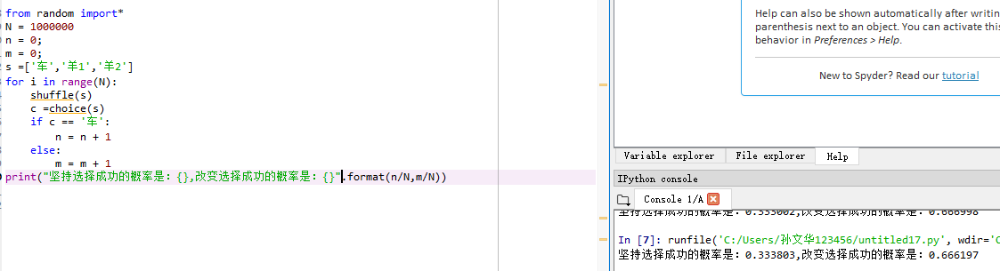 from random import*
N = 1000000
n = 0;
m = 0;
s =['车','羊1','羊2']
for i in range(N):
    shuffle(s)
    c =choice(s)
    if c == '车':
        n = n + 1
    else:
        m = m + 1
print("坚持选择成功的概率是: {},改变选择成功的概率是: {}".format(n/N,m/N))
Help can also be shown automatically after writin
parenthesis next to an object. You can activate this
behavior in Preferences > Help.
New to Spyder? Read our tutorial
Variable explorer File explorer Help
IPython console
Console 1/A
坚持选择成功的概率是: 0.333002,改变选择成功的概率是: 0.666998
In [7]: runfile('C:/Users/孙文华123456/untitled17.py', wdir='C
坚持选择成功的概率是: 0.333803,改变选择成功的概率是: 0.666197